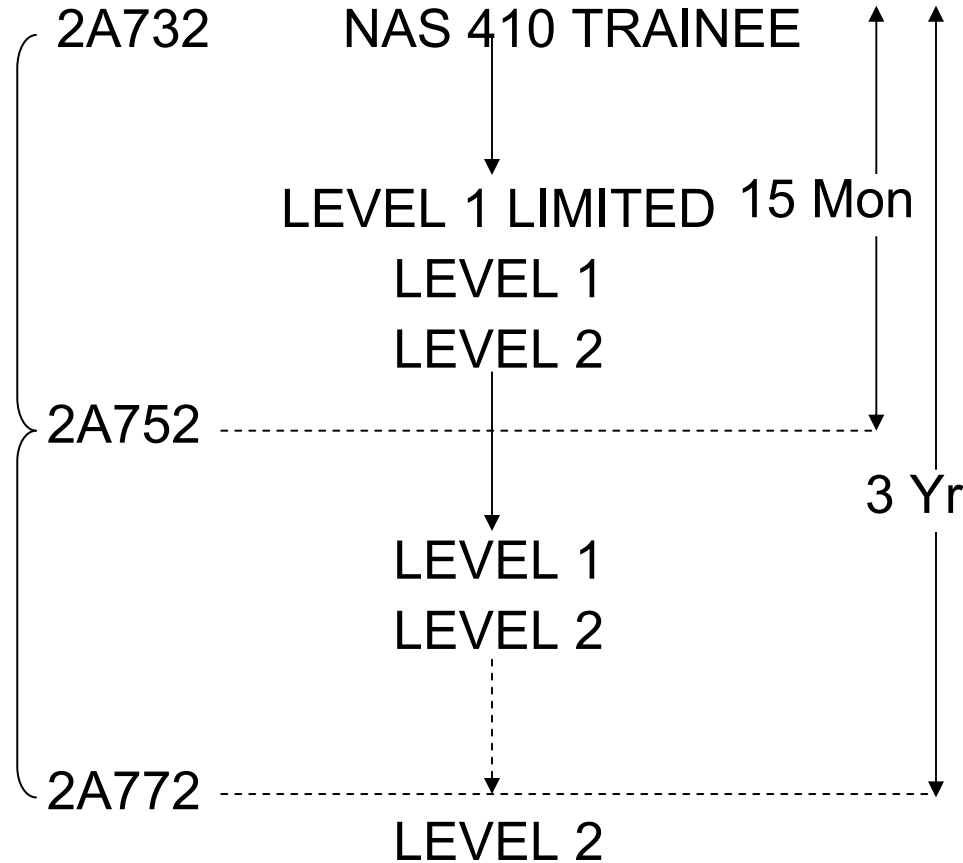 2A732 NAS 410 TRAINEE
LEVEL 1 LIMITED 15 Mon
LEVEL 1
LEVEL 2
2A752
3 Yr
LEVEL 1
LEVEL 2
2A772
LEVEL 2